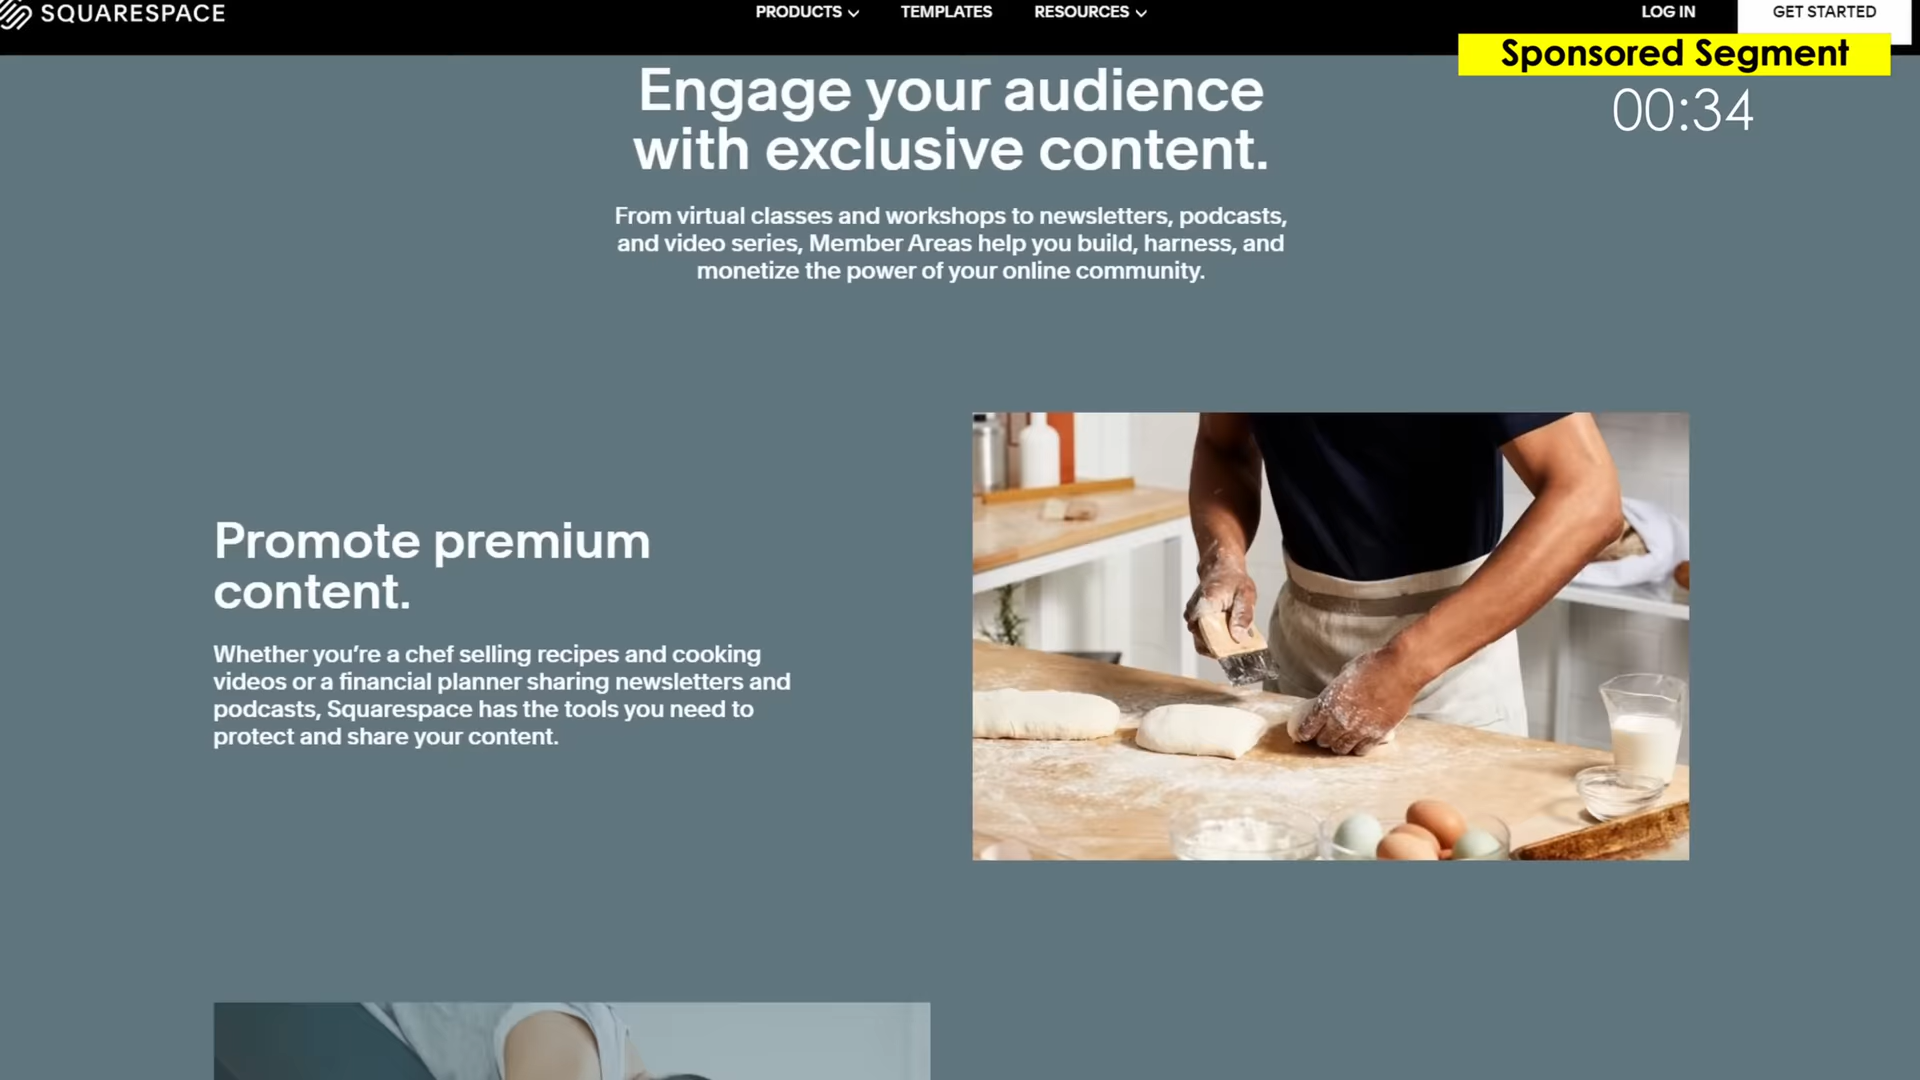 SQUARESPACE
PRODUCTS
TEMPLATES
RESOURCES
LOG IN
GET STARTED
Sponsored Segment
00:34
Engage your audience
with exclusive content.
From virtual classes and workshops to newsletters, podcasts,
and video series, Member Areas help you build, harness, and
monetize the power of your online community.
Promote premium
content.
Whether you’re a chef selling recipes and cooking
videos or a financial planner sharing newsletters and
podcasts, Squarespace has the tools you need to
protect and share your content.